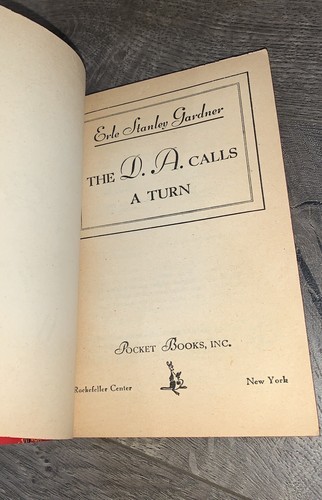 Erle Stanley Gardner
THE D. A. CALLS
A TURN
POCKET BOOKS, INC.
Rockefeller Center New York